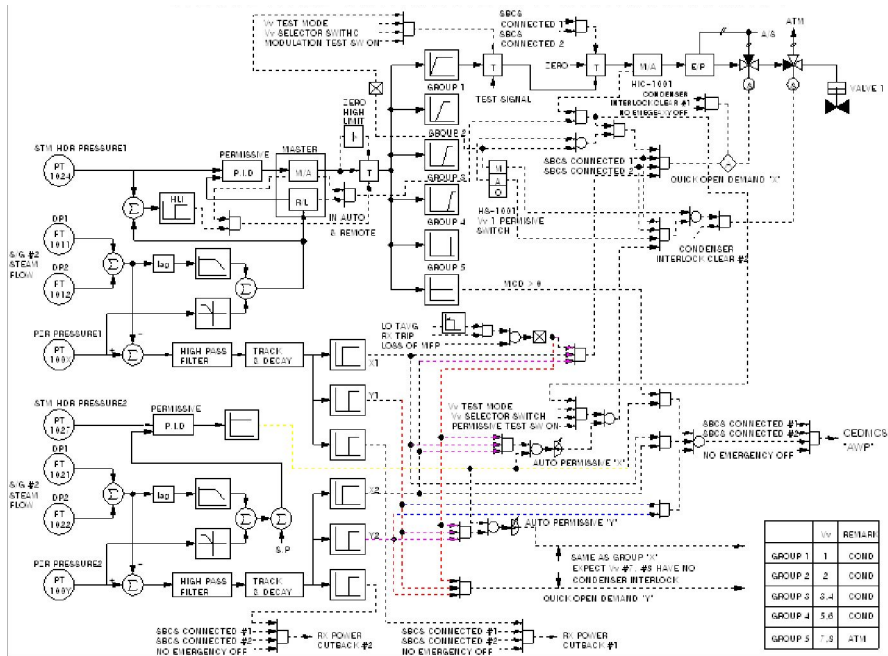 SBCS
CONNECTED 1
SBCS
CONNECTED 2
Vv TEST MODE
Vv SELECTOR SWITHC
MODULATION TEST SW ON
A/S
ATM
ZERO
T
T
M/A
E/P
HIC-1001
GROUP 1
TEST SIGNAL
CONDENSER
INTERLOCK CLEAR #1
NO EMEGENCY OFF
VALVE 1
ZERO
HIGH
LIMIT
GROUP 2
STM HDR PRESSURE1
PERMISSIVE
MASTER
PT
1024
P.I.D
M/A
T
R/L
GROUP 3
SBCS CONNECTED 1
SBCS CONNECTED 2
M
A
O
QUICK OPEN DEMAND "X"
HS-1001
Vv 1 PERMISIVE
SWITCH
IN AUTO
& REMOTE
GROUP 4
CONDENSER
INTERLOCK CLEAR #2
DP1
FT
1011
S/G #2
STEAM
FLOW
DP2
FT
1012
Σ
Σ
lag
Σ
GROUP 5
MCD > 0
PZR PRESSURE1
PT
100X
Σ
HIGH PASS
FILTER
TRACK
& DECAY
LO TAVG
RX TRIP
LOSS OF MFP
X1
Y1
STM HDR PRESSURE2
PERMISSIVE
PT
1027
P.I.D
Vv TEST MODE
Vv SELECTOR SWITCH
PERMISSIVE TEST SW ON
SBCS CONNECTED #1
SBCS CONNECTED #2
NO EMERGENCY OFF
CEDMCS
"AWP"
AUTO PERMISSIVE "X"
DP1
FT
1021
S/G #2
STEAM
FLOW
DP2
FT
1022
Σ
lag
Σ
Σ
S.P
X2
Y2
AUTO PERMISSIVE "Y"
SAME AS GROUP "X"
EXPECT Vv #7, #8 HAVE NO
CONDENSER INTERLOCK
QUICK OPEN DEMAND "Y"
PZR PRESSURE2
PT
100Y
Σ
HIGH PASS
FILTER
TRACK
& DECAY
SBCS CONNECTED #1
SBCS CONNECTED #2
NO EMERGENCY OFF
RX POWER
CUTBACK #2
SBCS CONNECTED #1
SBCS CONNECTED #2
NO EMERGENCY OFF
RX POWER
CUTBACK #1
Vv REMARK
GROUP 1 1 COND
GROUP 2 2 COND
GROUP 3 3,4 COND
GROUP 4 5,6 COND
GROUP 5 7,8 ATM